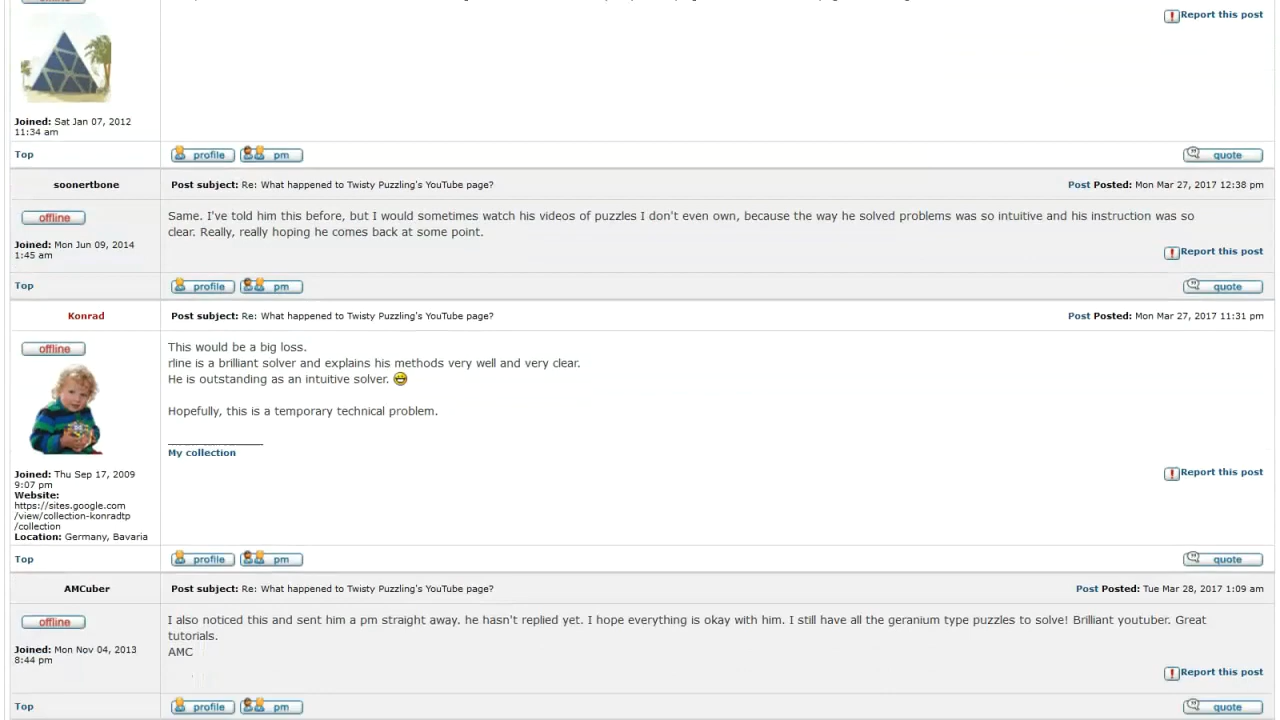 Report this post
Joined: Sat Jan 07, 2012
11:34 am
Top
profile pm
quote
soonertbone
Post subject: Re: What happened to Twisty Puzzling's YouTube page?
Post Posted: Mon Mar 27, 2017 12:38 pm
offline
Joined: Mon Jun 09, 2014
1:45 am
Same. I've told him this before, but I would sometimes watch his videos of puzzles I don't even own, because the way he solved problems was so intuitive and his instruction was so
clear. Really, really hoping he comes back at some point.
Report this post
Top
profile pm
quote
Konrad
Post subject: Re: What happened to Twisty Puzzling's YouTube page?
Post Posted: Mon Mar 27, 2017 11:31 pm
offline
Joined: Thu Sep 17, 2009
9:07 pm
Website:
https://sites.google.com
/view/collection-konradtp
/collection
Location: Germany, Bavaria
This would be a big loss.
rline is a brilliant solver and explains his methods very well and very clear.
He is outstanding as an intuitive solver.
Hopefully, this is a temporary technical problem.
My collection
Report this post
Top
profile pm
quote
AMCuber
Post subject: Re: What happened to Twisty Puzzling's YouTube page?
Post Posted: Tue Mar 28, 2017 1:09 am
offline
Joined: Mon Nov 04, 2013
8:44 pm
I also noticed this and sent him a pm straight away. he hasn't replied yet. I hope everything is okay with him. I still have all the geranium type puzzles to solve! Brilliant youtuber. Great
tutorials.
AMC
Report this post
Top
profile pm
quote